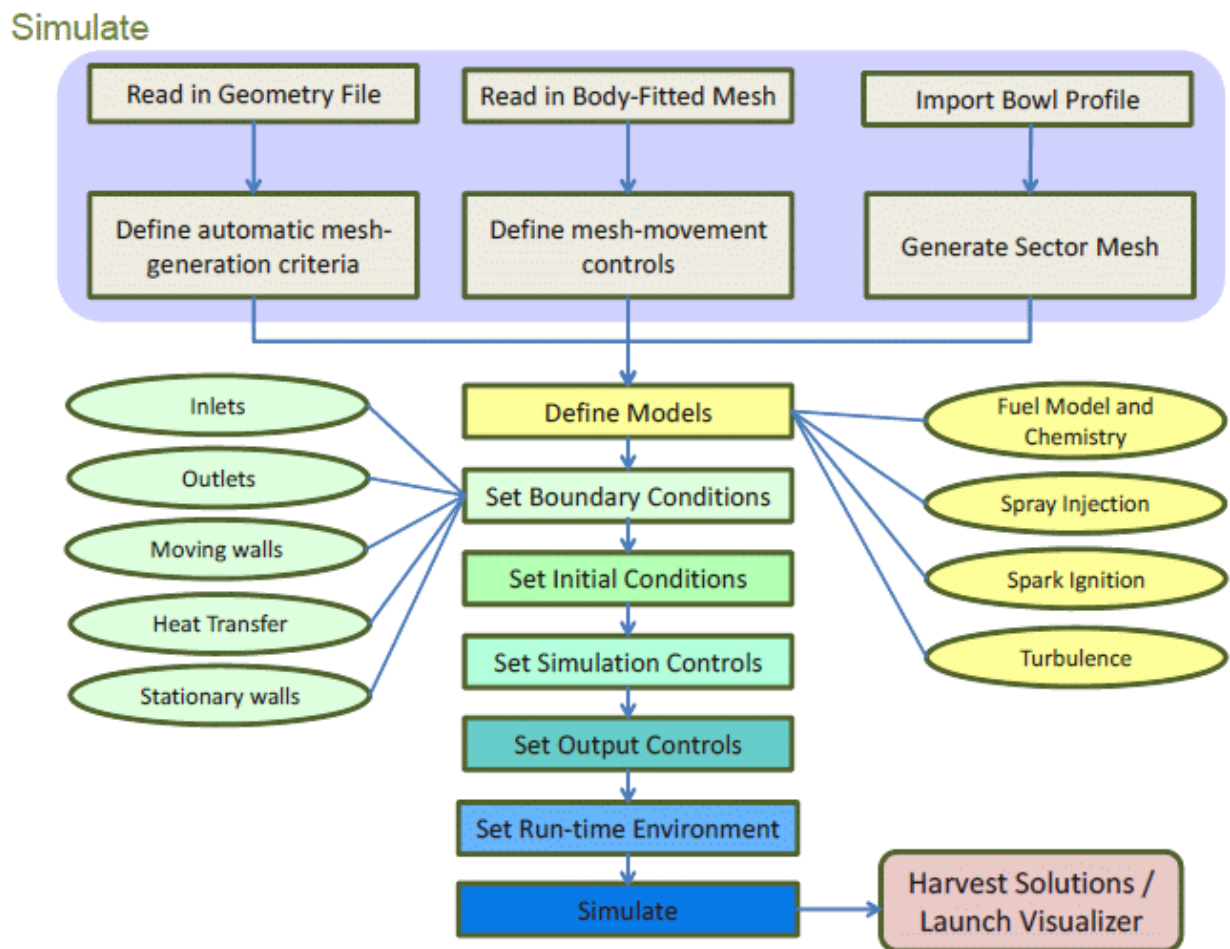 Simulate
Read in Geometry File
Read in Body-Fitted Mesh
Import Bowl Profile
Define automatic mesh-
generation criteria
Define mesh-movement
controls
Generate Sector Mesh
Inlets
Outlets
Moving walls
Heat Transfer
Stationary walls
Define Models
Set Boundary Conditions
Set Initial Conditions
Set Simulation Controls
Set Output Controls
Set Run-time Environment
Simulate
Fuel Model and
Chemistry
Spray Injection
Spark Ignition
Turbulence
Harvest Solutions /
Launch Visualizer